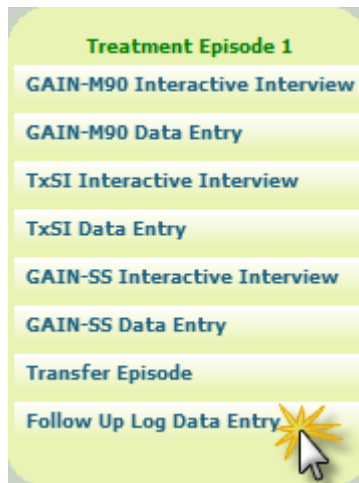 Treatment Episode 1
GAIN-M90 Interactive Interview
GAIN-M90 Data Entry
TxSI Interactive Interview
TxSI Data Entry
GAIN-SS Interactive Interview
GAIN-SS Data Entry
Transfer Episode
Follow Up Log Data Entry